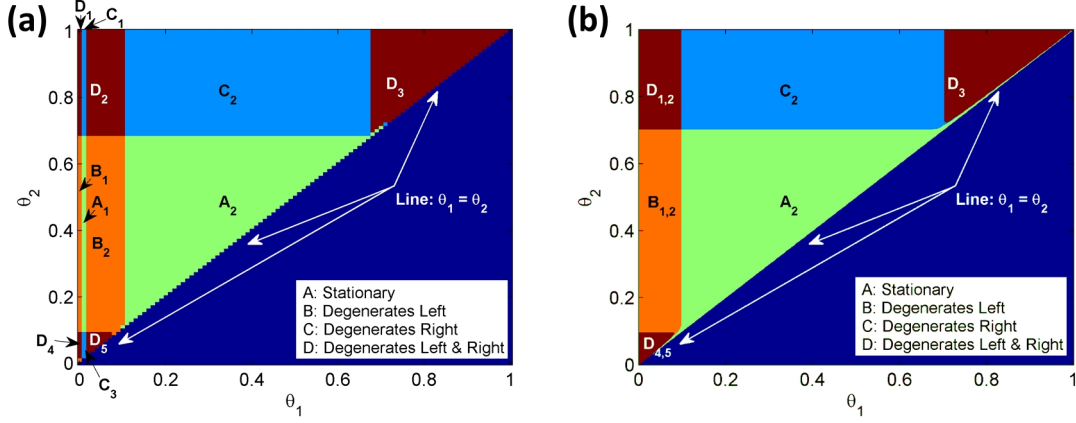 (a)
D₁
C₁
1
0.8
0.6
0.4
0.2
0
θ₂
D₂
C₂
D₃
B₁
A₁
B₂
A₂
Line: θ₁ = θ₂
A: Stationary
B: Degenerates Left
C: Degenerates Right
D: Degenerates Left & Right
D₄
D₅
C₃
0
0.2
0.4
0.6
0.8
1
θ₁
(b)
1
0.8
0.6
0.4
0.2
0
θ₂
D₁,₂
C₂
D₃
B₁,₂
A₂
Line: θ₁ = θ₂
A: Stationary
B: Degenerates Left
C: Degenerates Right
D: Degenerates Left & Right
D₄,₅
0
0.2
0.4
0.6
0.8
1
θ₁